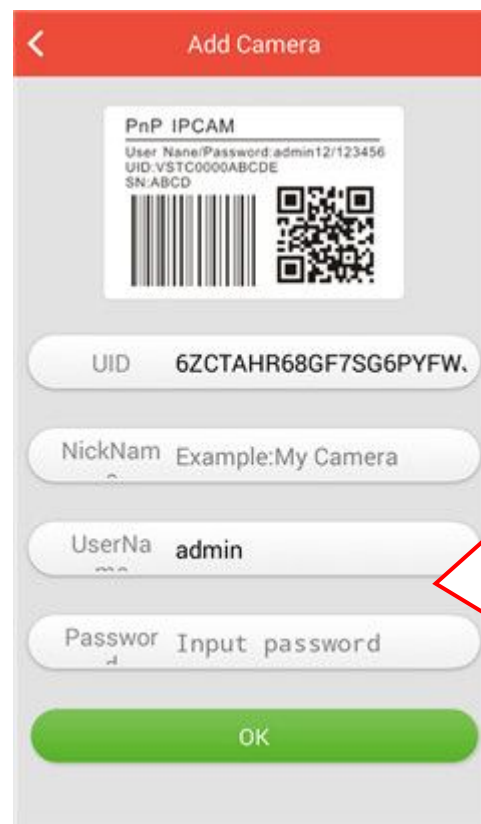 Add Camera
PnP IPCAM
User Name/Password:admin12/123456
UID:VSTC0000ABCDE
SN:ABCD
UID 6ZCTAHR68GF7SG6PYFW
NickNam Example:My Camera
UserNa admin
Passwor Input password
OK